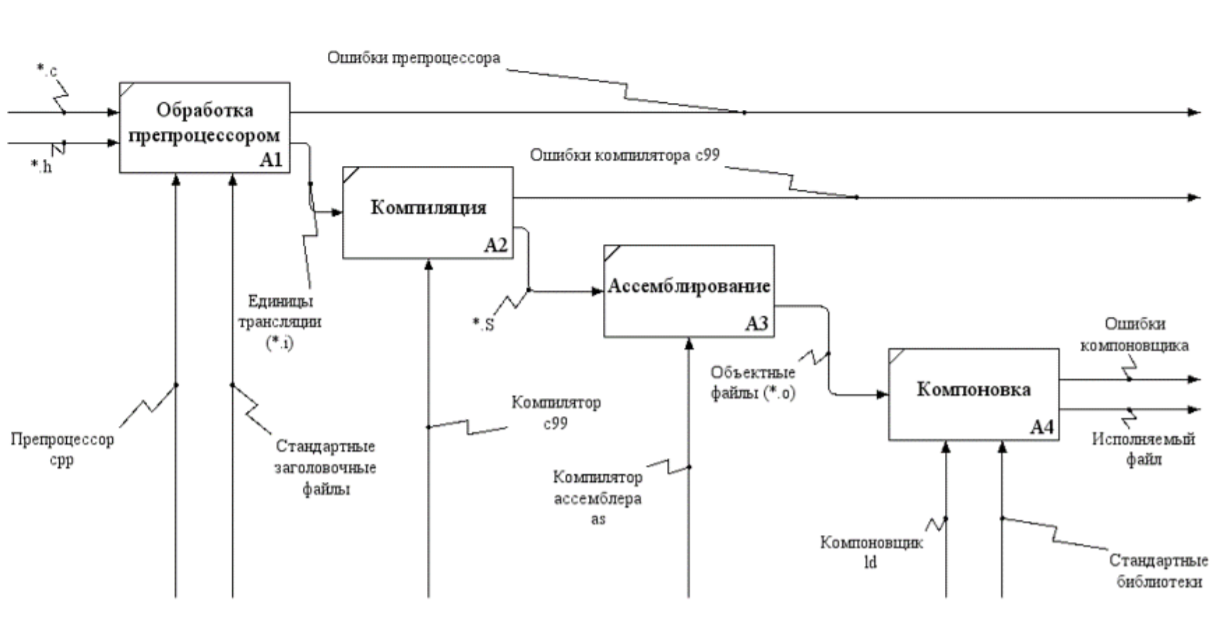 Ошибки препроцессора
*.c
Обработка
препроцессором
A1
*.h
Ошибки компилятора c99
Компиляция
A2
Ассемблирование
A3
Единицы
трансляции
(*.i)
*.S
Ошибки
компоновщика
Объектные
файлы (*.o)
Компоновка
A4
Компилятор
c99
Препроцессор
cpp
Стандартные
заголовочные
файлы
Исполняемый
файл
Компилятор
ассемблера
as
Компоновщик
ld
Стандартные
библиотеки